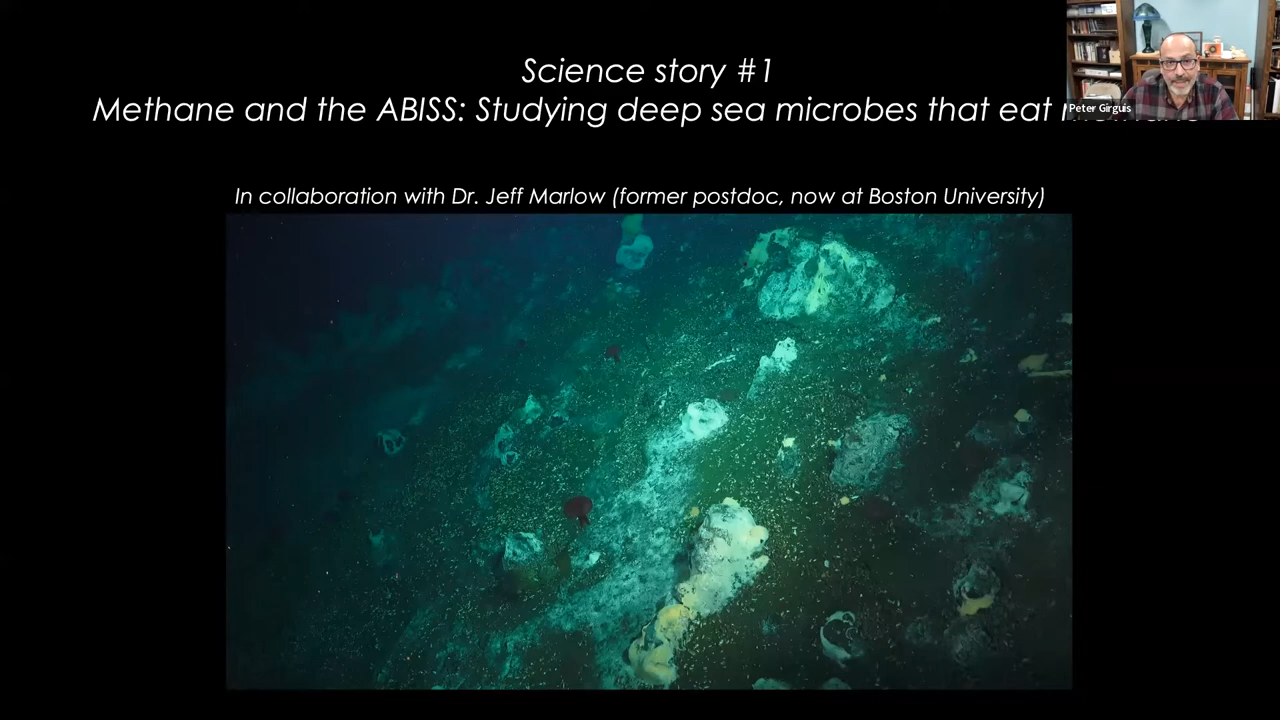 Science story #1
Methane and the ABISS: Studying deep sea microbes that eat
Peter Girguis
In collaboration with Dr. Jeff Marlow (former postdoc, now at Boston University)